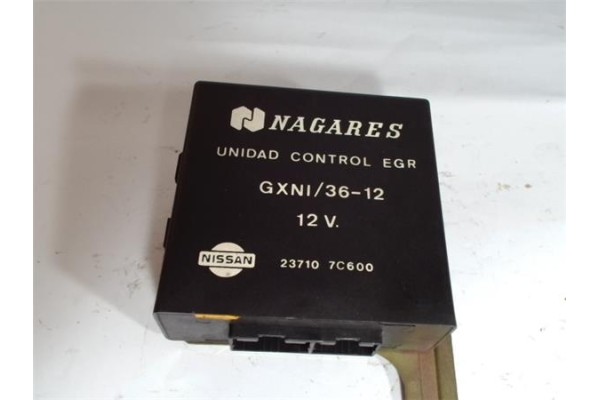 NAGARES
UNIDAD CONTROL EGR
GXNI/36-12
12 V.
NISSAN
23710 7C600